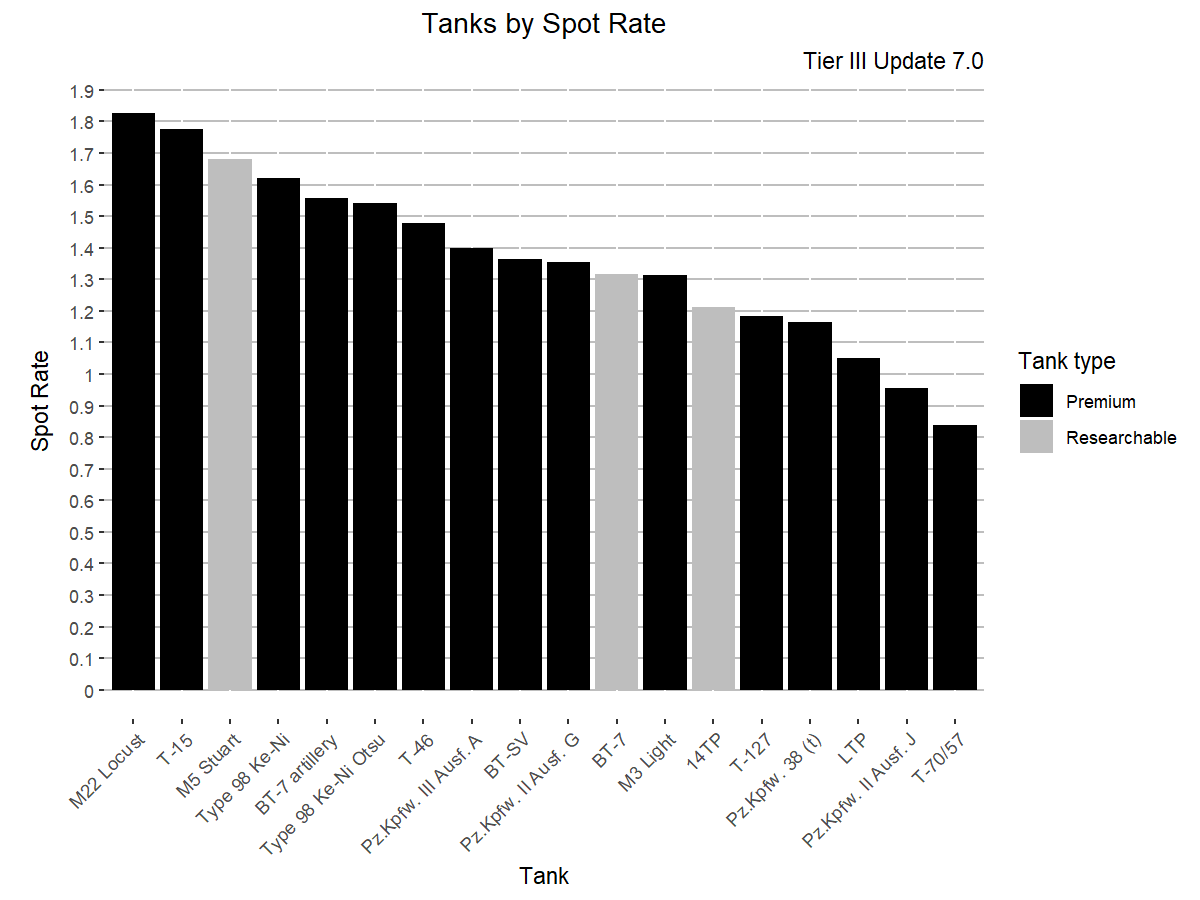 Tanks by Spot Rate
Tier III Update 7.0
1.9
1.8
1.7
1.6
1.5
1.4
1.3
1.2
1.1
1
0.9
0.8
0.7
0.6
0.5
0.4
0.3
0.2
0.1
0
Spot Rate
M22 Locust
T-15
M5 Stuart
Type 98 Ke-Ni
BT-7 artillery
Type 98 Ke-Ni Otsu
T-46
Pz.Kpfw. III Ausf. A
BT-SV
Pz.Kpfw. II Ausf. G
BT-7
M3 Light
14TP
T-127
Pz.Kpfw. 38 (t)
LTP
Pz.Kpfw. II Ausf. J
T-70/57
Tank
Tank type
Premium
Researchable